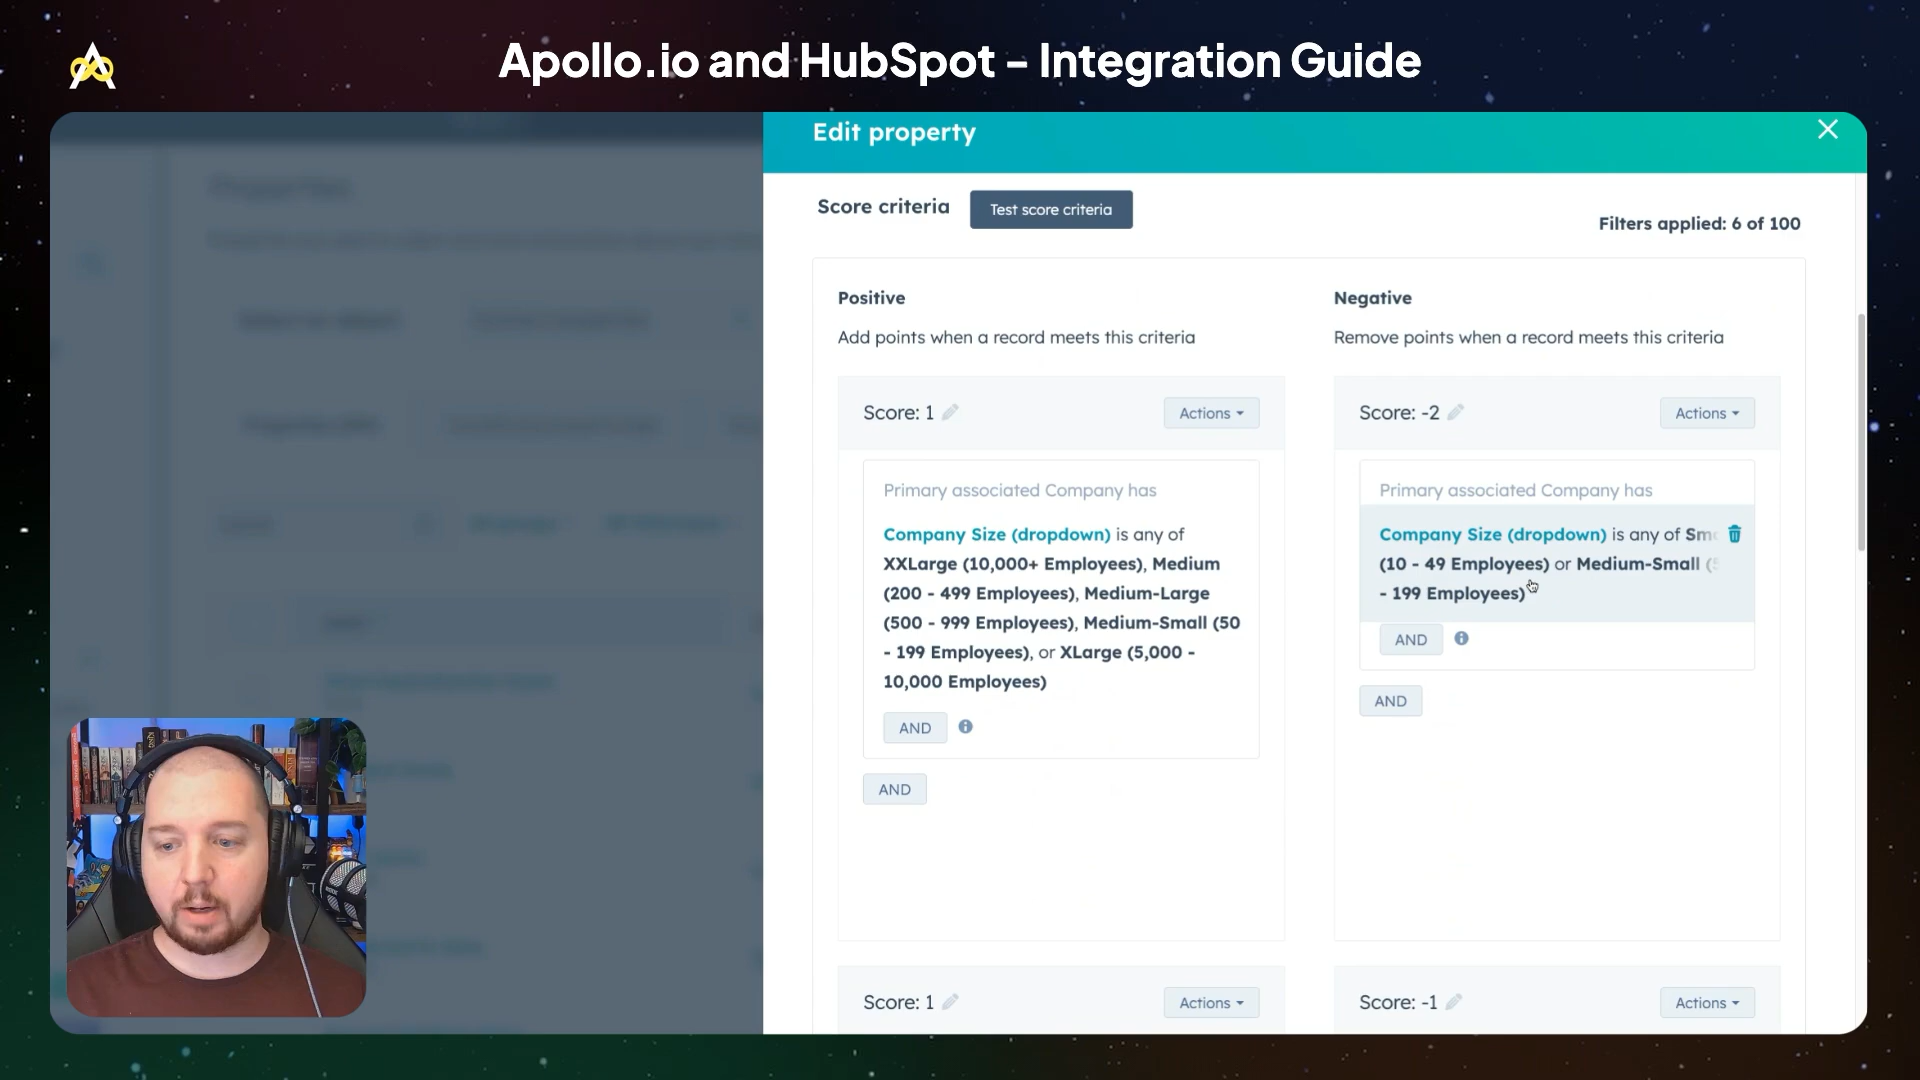 Apollo.io and HubSpot – Integration Guide
Edit property
Score criteria
Test score criteria
Filters applied: 6 of 100
Positive
Add points when a record meets this criteria
Score: 1
Actions
Primary associated Company has
Company Size (dropdown) is any of
XXLarge (10,000+ Employees), Medium
(200 - 499 Employees), Medium-Large
(500 - 999 Employees), Medium-Small (50
- 199 Employees), or XLarge (5,000 -
10,000 Employees)
AND
AND
Negative
Remove points when a record meets this criteria
Score: -2
Actions
Primary associated Company has
Company Size (dropdown) is any of
(10 - 49 Employees) or Medium-Small
- 199 Employees)
AND
AND
Score: 1
Actions
Score: -1
Actions